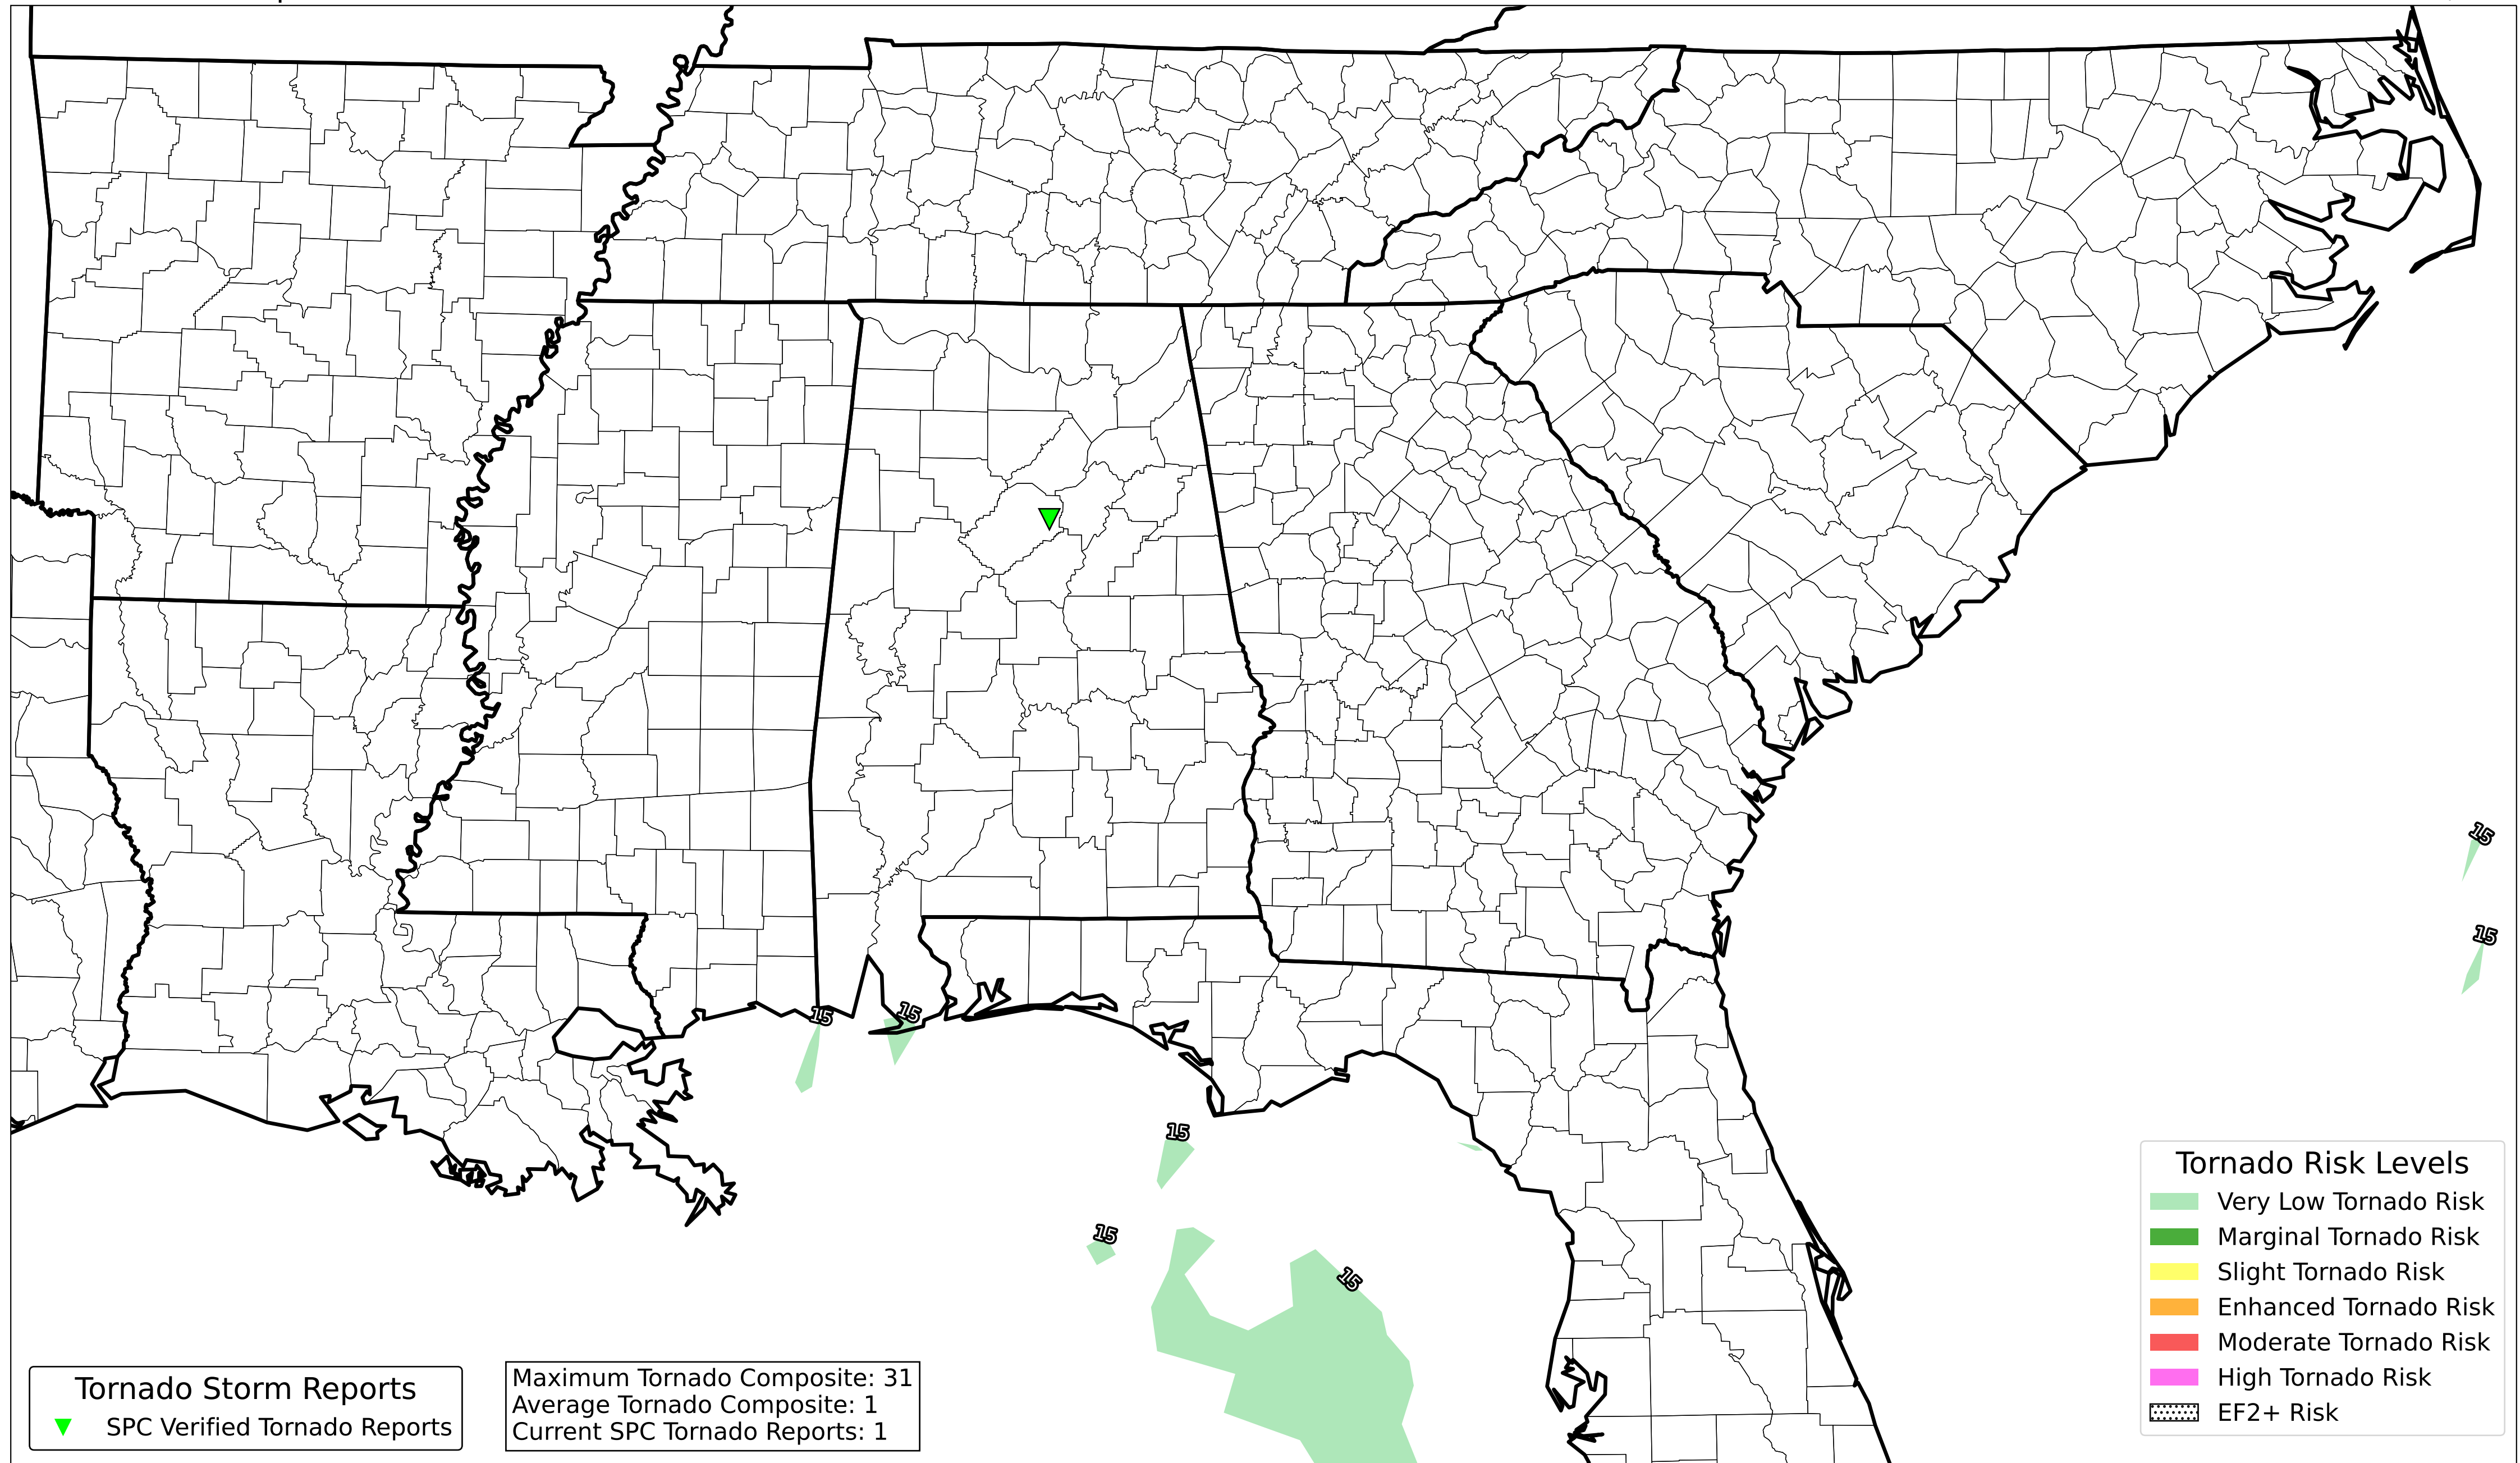 15
15
15
15
15
15
15
Tornado Risk Levels
Very Low Tornado Risk
Marginal Tornado Risk
Slight Tornado Risk
Enhanced Tornado Risk
Moderate Tornado Risk
High Tornado Risk
EF2+ Risk
Tornado Storm Reports
SPC Verified Tornado Reports
Maximum Tornado Composite: 31
Average Tornado Composite: 1
Current SPC Tornado Reports: 1